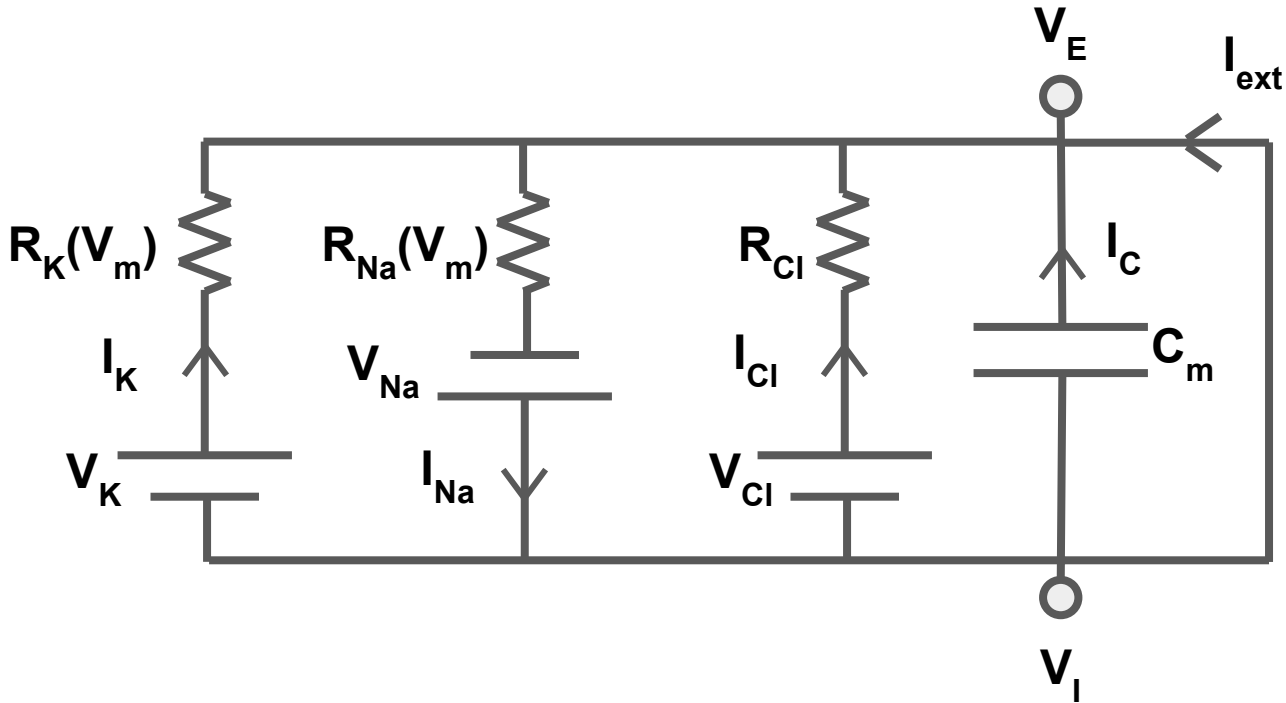 V_E
I_ext
R_K(V_m)
R_Na(V_m)
R_Cl
I_C
I_K
V_Na
I_Cl
C_m
V_K
I_Na
V_Cl
V_I